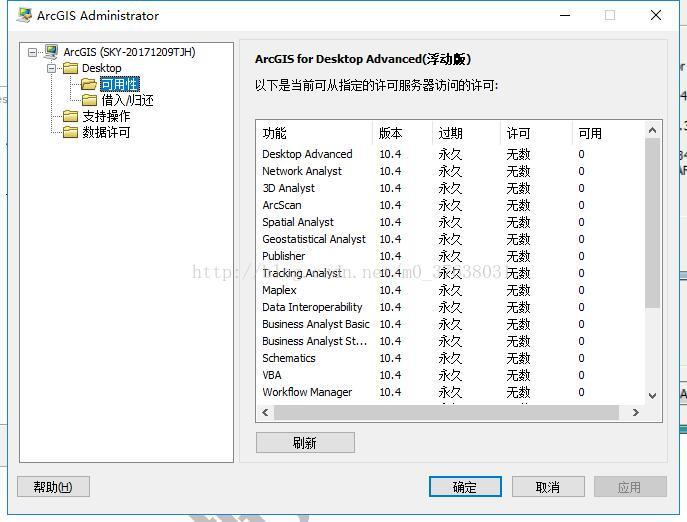 ArcGIS Administrator
ArcGIS (SKY-20171209TJH)
Desktop
可用性
借入/归还
支持操作
数据许可
ArcGIS for Desktop Advanced(浮动版)
以下是当前可从指定的许可服务器访问的许可:
功能 版本 过期 许可 可用
Desktop Advanced 10.4 永久 无数 0
Network Analyst 10.4 永久 无数 0
3D Analyst 10.4 永久 无数 0
ArcScan 10.4 永久 无数 0
Spatial Analyst 10.4 永久 无数 0
Geostatistical Analyst 10.4 永久 无数 0
Publisher 10.4 永久 无数 0
Tracking Analyst 10.4 永久 无数 0
Maplex 10.4 永久 无数 0
Data Interoperability 10.4 永久 无数 0
Business Analyst Basic 10.4 永久 无数 0
Business Analyst St... 10.4 永久 无数 0
Schematics 10.4 永久 无数 0
VBA 10.4 永久 无数 0
Workflow Manager 10.4 永久 无数 0
刷新
帮助(H) 确定 取消 应用